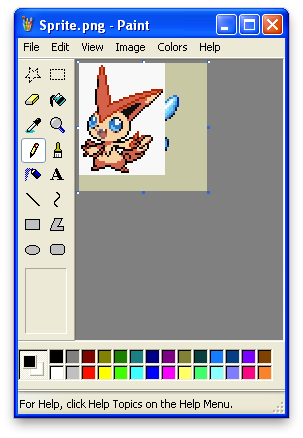 Sprite.png - Paint
File Edit View Image Colors Help
A
For Help, click Help Topics on the Help Menu.